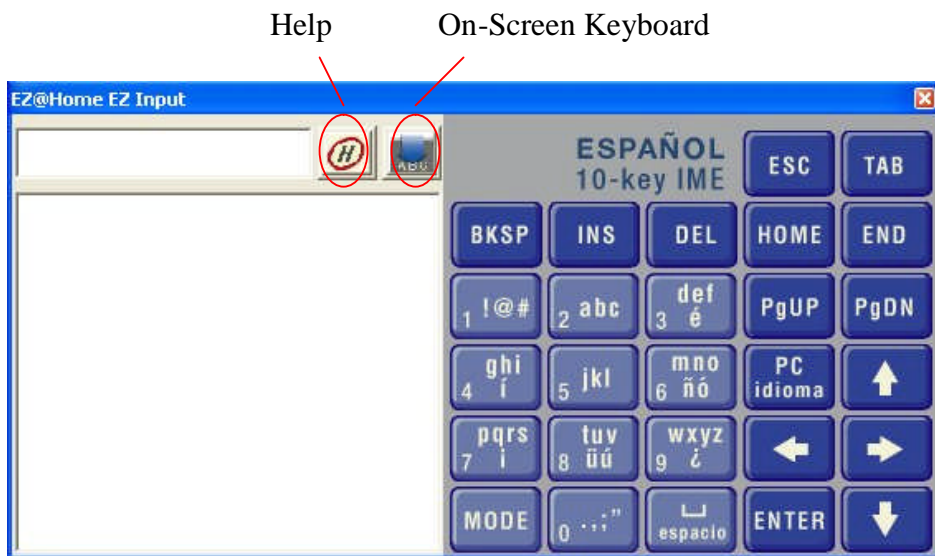 Help On-Screen Keyboard
EZ@Home EZ Input
H ABC
ESPAÑOL
10-key IME
ESC TAB
BKSP INS DEL HOME END
1 !@# 2 abc 3 def é PgUP PgDN
4 ghi í 5 jkl 6 mno ñó PC idioma
7 pqrs ¡ 8 tuv üú 9 wxyz ¿
MODE 0 .,;" espacio ENTER